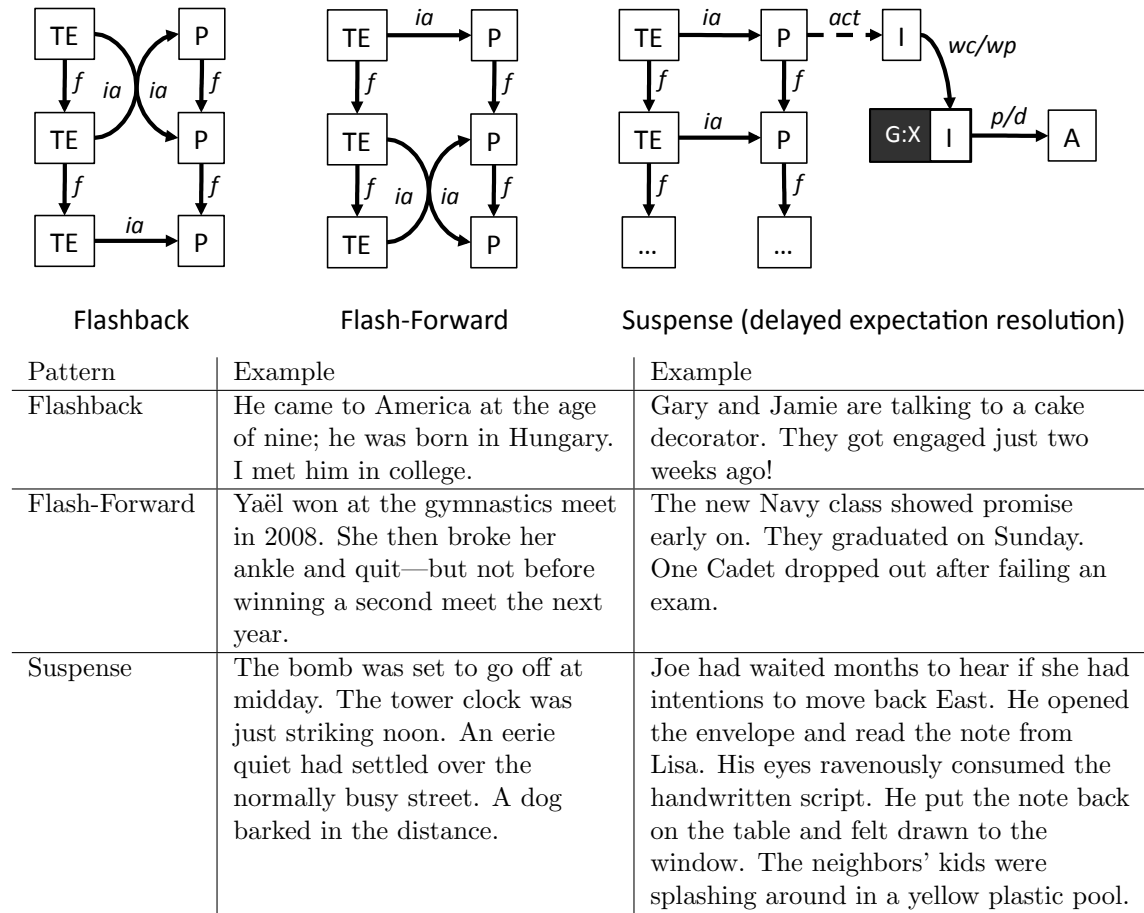 TE P TE ia P TE ia P act I
f ia ia f f f f f wc/wp
TE P TE P TE ia P G:X I p/d A
f f f ia ia f f f
TE ia P TE P ... ...
Flashback Flash-Forward Suspense (delayed expectation resolution)
Pattern Example Example
Flashback He came to America at the age Gary and Jamie are talking to a cake
of nine; he was born in Hungary. decorator. They got engaged just two
I met him in college. weeks ago!
Flash-Forward Yaël won at the gymnastics meet The new Navy class showed promise
in 2008. She then broke her early on. They graduated on Sunday.
ankle and quit—but not before One Cadet dropped out after failing an
winning a second meet the next exam.
year.
Suspense The bomb was set to go off at Joe had waited months to hear if she had
midday. The tower clock was intentions to move back East. He opened
just striking noon. An eerie the envelope and read the note from
quiet had settled over the Lisa. His eyes ravenously consumed the
normally busy street. A dog handwritten script. He put the note back
barked in the distance. on the table and felt drawn to the
window. The neighbors' kids were
splashing around in a yellow plastic pool.